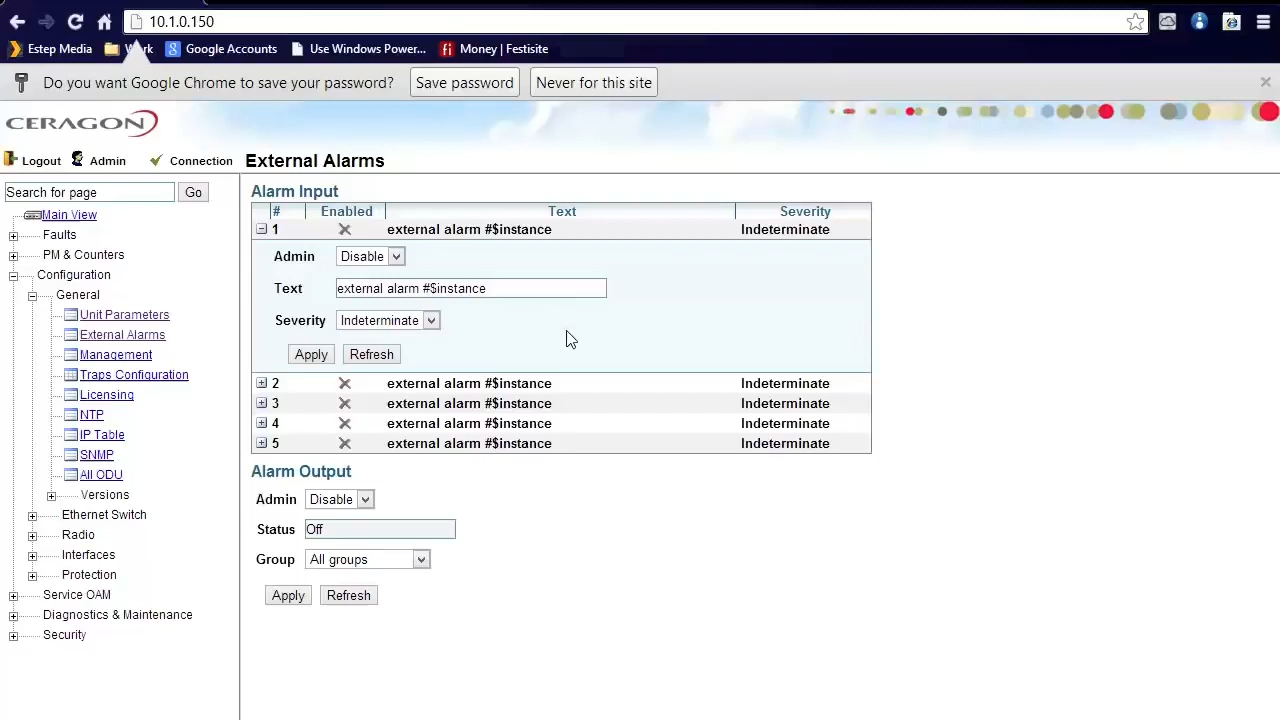 10.1.0.150
Estep Media Work Google Accounts Use Windows Power... Money | Festisite
Do you want Google Chrome to save your password? Save password Never for this site
CERAGON
Logout Admin Connection External Alarms
Search for page Go
Main View
Faults
PM & Counters
Configuration
General
Unit Parameters
External Alarms
Management
Traps Configuration
Licensing
NTP
IP Table
SNMP
All ODU
Versions
Ethernet Switch
Radio
Interfaces
Protection
Service OAM
Diagnostics & Maintenance
Security
Alarm Input
# Enabled Text Severity
1 external alarm #$instance Indeterminate
Admin Disable
Text external alarm #$instance
Severity Indeterminate
Apply Refresh
2 external alarm #$instance Indeterminate
3 external alarm #$instance Indeterminate
4 external alarm #$instance Indeterminate
5 external alarm #$instance Indeterminate
Alarm Output
Admin Disable
Status Off
Group All groups
Apply Refresh